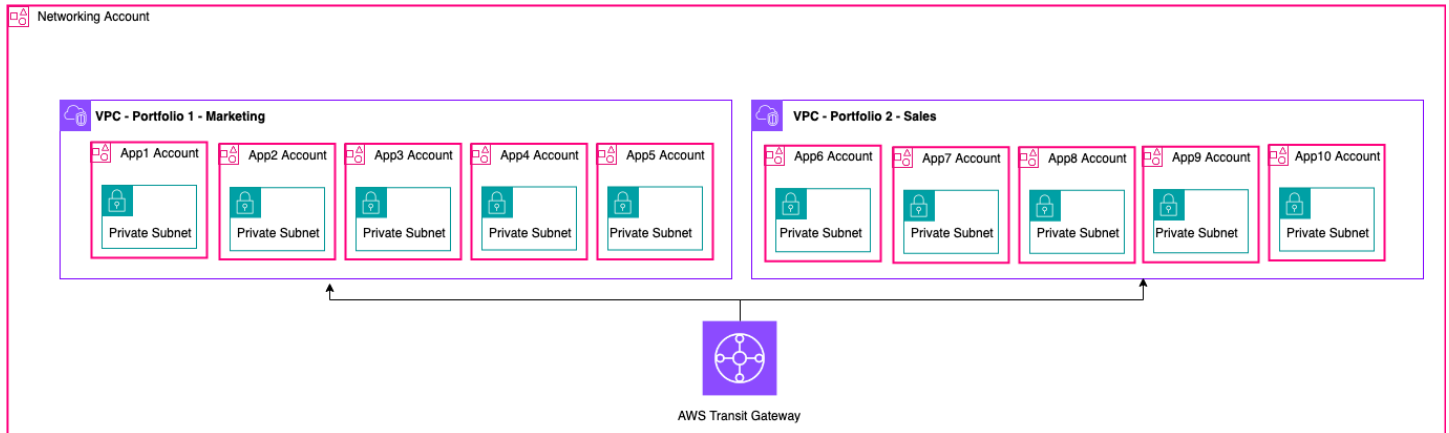 Networking Account
VPC - Portfolio 1 - Marketing
App1 Account
App2 Account
App3 Account
App4 Account
App5 Account
Private Subnet
Private Subnet
Private Subnet
Private Subnet
Private Subnet
VPC - Portfolio 2 - Sales
App6 Account
App7 Account
App8 Account
App9 Account
App10 Account
Private Subnet
Private Subnet
Private Subnet
Private Subnet
Private Subnet
AWS Transit Gateway